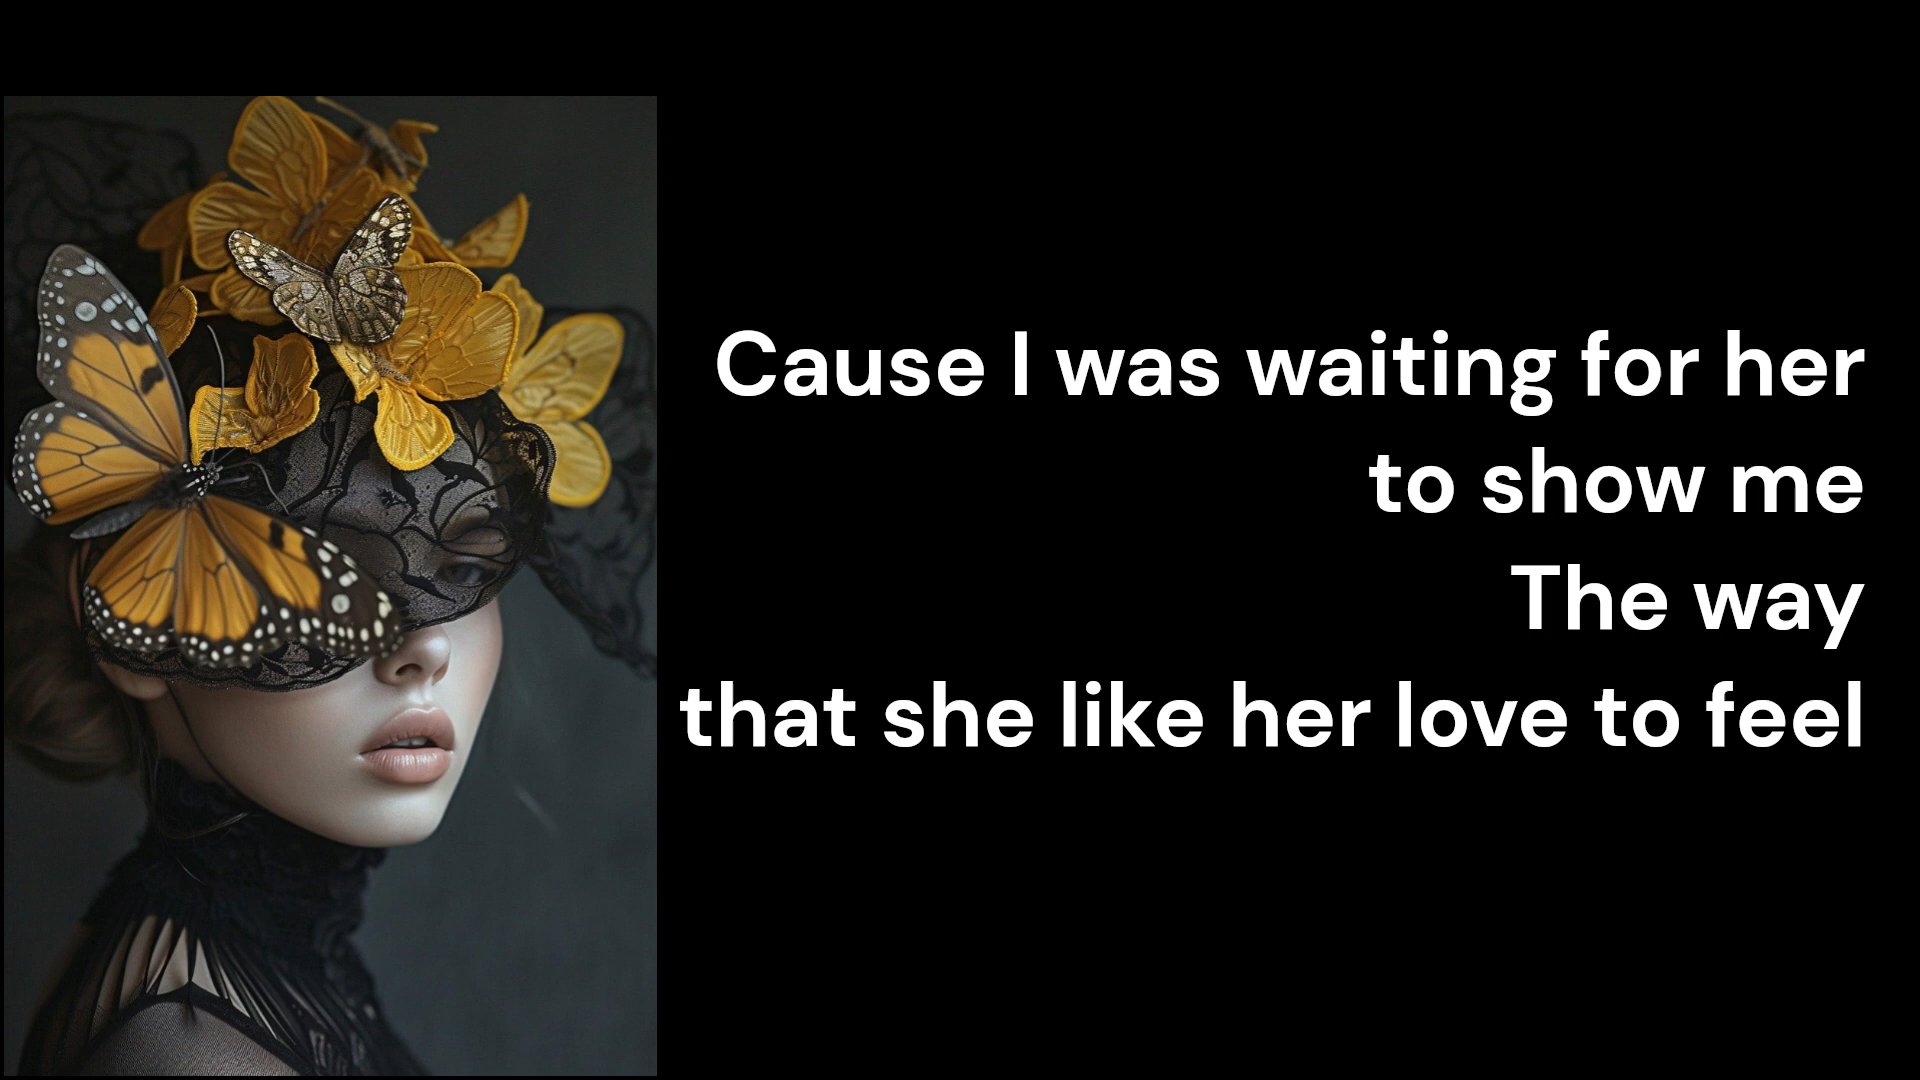 Cause I was waiting for her
to show me
The way
that she like her love to feel